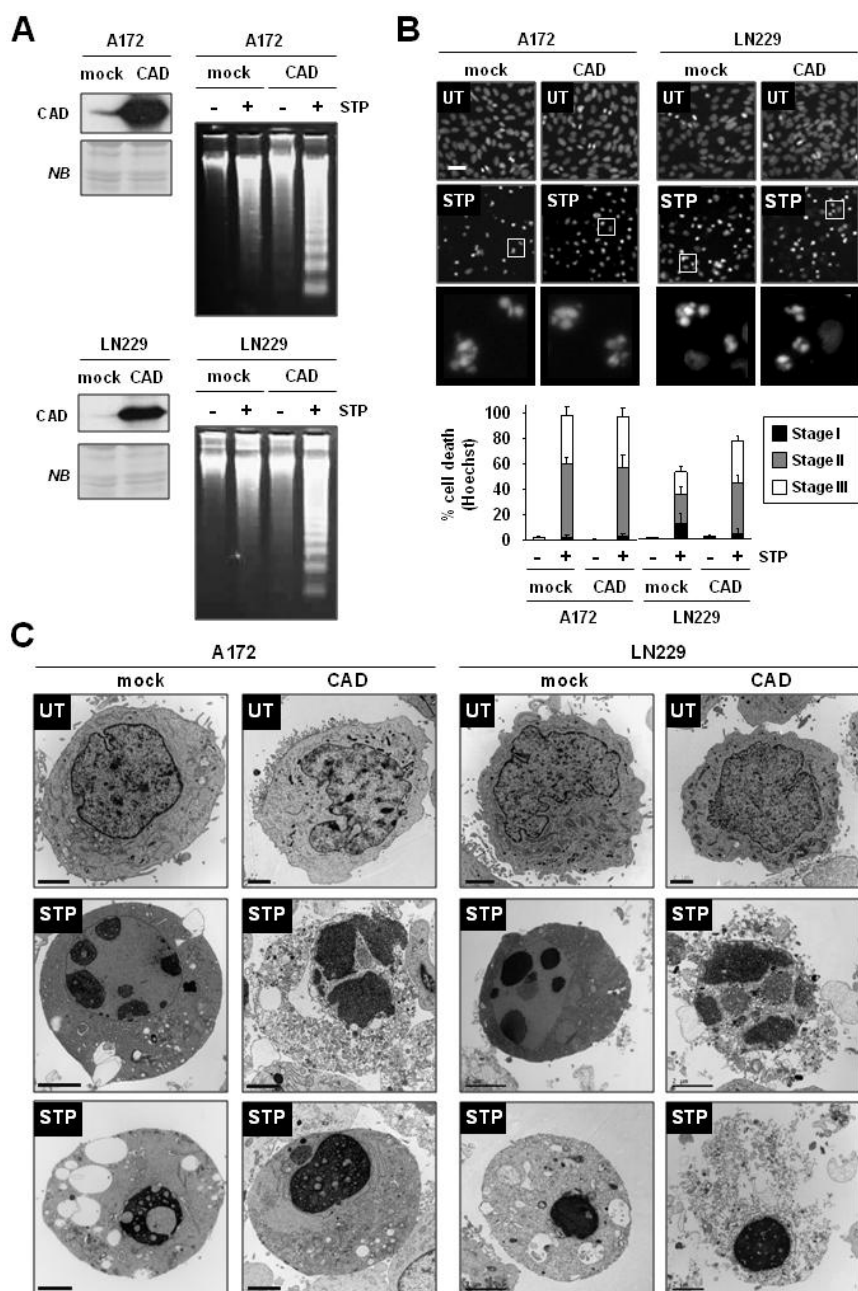 A
A172
mock CAD
CAD
NB
A172
mock CAD
- + - + STP
LN229
mock CAD
CAD
NB
LN229
mock CAD
- + - + STP
B
A172 LN229
mock CAD mock CAD
UT UT UT UT
STP STP STP STP
% cell death
(Hoechst)
100
80
60
40
20
0
Stage I
Stage II
Stage III
- + - + - + - + STP
mock CAD mock CAD
A172 LN229
C
A172 LN229
mock CAD mock CAD
UT UT UT UT
STP STP STP STP
STP STP STP STP